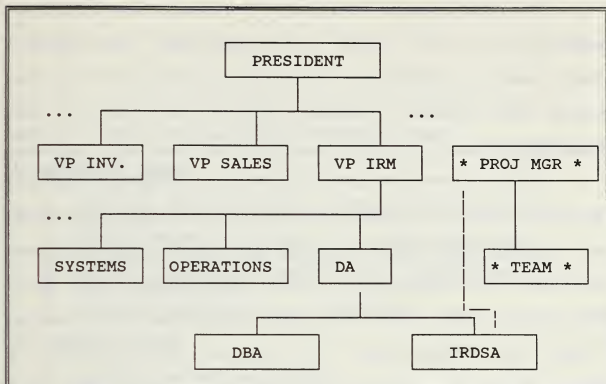 PRESIDENT
... ...
VP INV. VP SALES VP IRM * PROJ MGR *
...
SYSTEMS OPERATIONS DA * TEAM *
DBA IRDSA